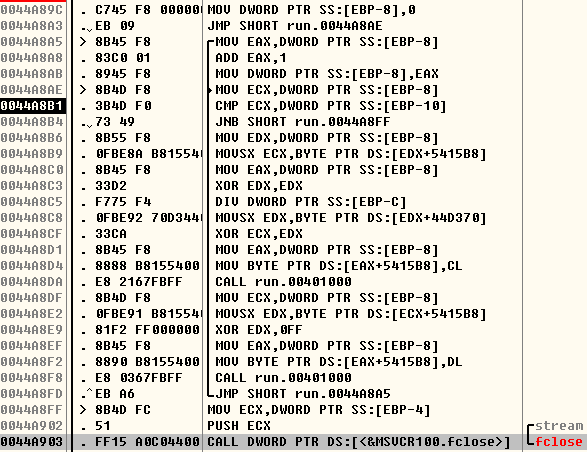 0044A89C . C745 F8 00000 MOV DWORD PTR SS:[EBP-8],0
0044A8A3 . EB 09 JMP SHORT run.0044A8AE
0044A8A5 > 8B45 F8 MOV EAX,DWORD PTR SS:[EBP-8]
0044A8A8 . 83C0 01 ADD EAX,1
0044A8AB . 8945 F8 MOV DWORD PTR SS:[EBP-8],EAX
0044A8AE > 8B4D F8 MOV ECX,DWORD PTR SS:[EBP-8]
0044A8B1 . 3B4D F0 CMP ECX,DWORD PTR SS:[EBP-10]
0044A8B4 . 73 49 JNB SHORT run.0044A8FF
0044A8B6 . 8B55 F8 MOV EDX,DWORD PTR SS:[EBP-8]
0044A8B9 . 0FBE8A B81554 MOVSX ECX,BYTE PTR DS:[EDX+5415B8]
0044A8C0 . 8B45 F8 MOV EAX,DWORD PTR SS:[EBP-8]
0044A8C3 . 33D2 XOR EDX,EDX
0044A8C5 . F775 F4 DIV DWORD PTR SS:[EBP-C]
0044A8C8 . 0FBE92 70D344 MOVSX EDX,BYTE PTR DS:[EDX+44D370]
0044A8CF . 33CA XOR ECX,EDX
0044A8D1 . 8B45 F8 MOV EAX,DWORD PTR SS:[EBP-8]
0044A8D4 . 8888 B8155400 MOV BYTE PTR DS:[EAX+5415B8],CL
0044A8DA . E8 2167FBFF CALL run.00401000
0044A8DF . 8B4D F8 MOV ECX,DWORD PTR SS:[EBP-8]
0044A8E2 . 0FBE91 B81554 MOVSX EDX,BYTE PTR DS:[ECX+5415B8]
0044A8E9 . 81F2 FF000000 XOR EDX,0FF
0044A8EF . 8B45 F8 MOV EAX,DWORD PTR SS:[EBP-8]
0044A8F2 . 8890 B8155400 MOV BYTE PTR DS:[EAX+5415B8],DL
0044A8F8 . E8 0367FBFF CALL run.00401000
0044A8FD .^ EB A6 JMP SHORT run.0044A8A5
0044A8FF > 8B4D FC MOV ECX,DWORD PTR SS:[EBP-4]
0044A902 . 51 PUSH ECX stream
0044A903 . FF15 A0C04400 CALL DWORD PTR DS:[<&MSVCR100.fclose>] fclose